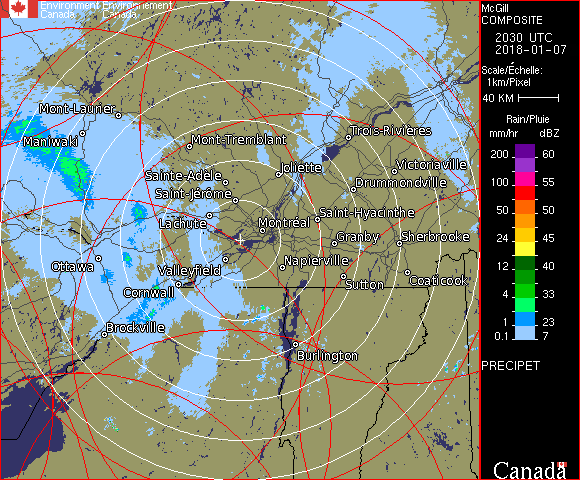 Environment Environnement
Canada Canada
McGill
COMPOSITE
2030 UTC
2018-01-07
Scale/Échelle:
1km/Pixel
40 KM
Rain/Pluie
mm/hr dBZ
200 60
150 57
100 55
50 50
24 45
12 40
4 33
1 23
0.1 7
PRECIPET
Canada
Mont-Laurier
Maniwaki
Mont-Tremblant
Trois-Rivières
Joliette
Victoriaville
Sainte-Adèle
Drummondville
Saint-Jérôme
Saint-Hyacinthe
Lachute
Montréal
Granby
Sherbrooke
Ottawa
Valleyfield
Napierville
Cornwall
Sutton
Coaticook
Brockville
Burlington